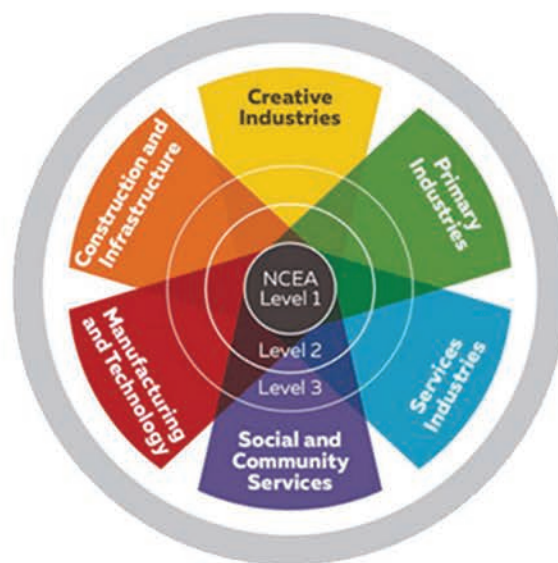 Creative
Industries
Primary
Industries
Services
Industries
Social and
Community
Services
Manufacturing
and Technology
Construction and
Infrastructure
NCEA
Level 1
Level 2
Level 3